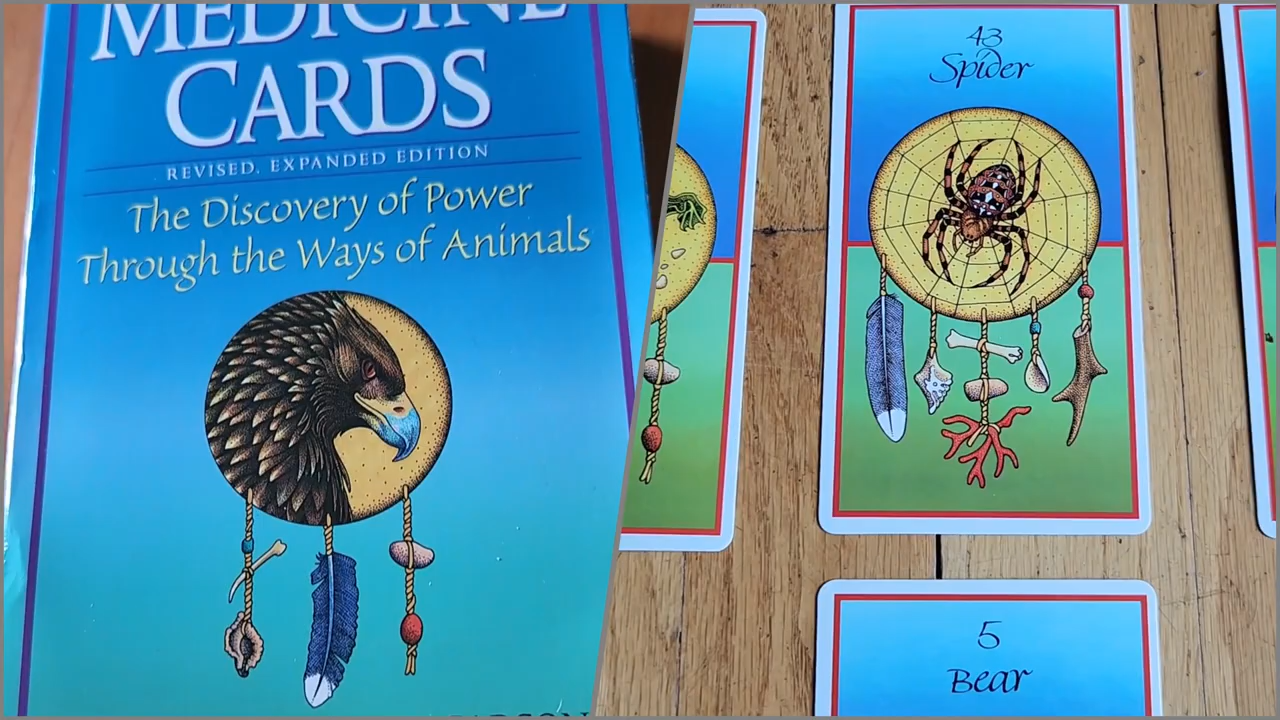 MEDICINE
CARDS
REVISED, EXPANDED EDITION
The Discovery of Power
Through the Ways of Animals
43
Spider
5
Bear